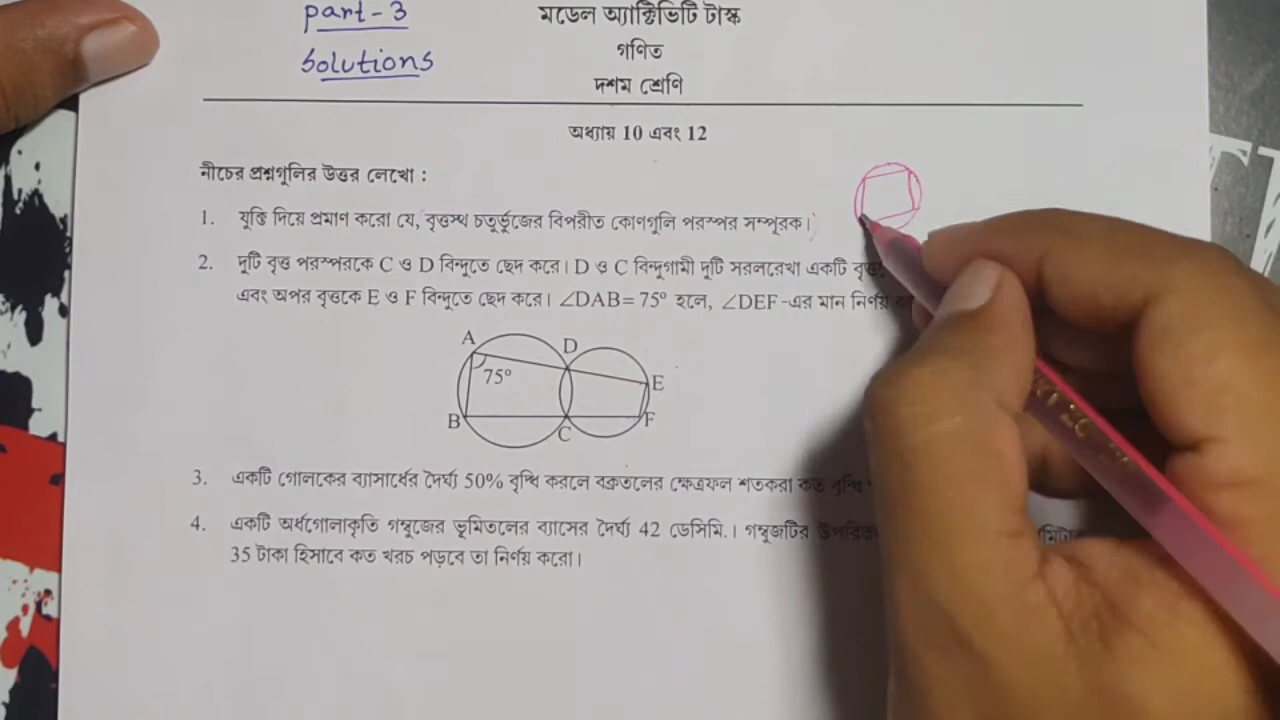 part-3
Solutions
মডেল অ্যাক্টিভিটি টাস্ক
গণিত
দশম শ্রেণি
অধ্যায় 10 এবং 12
নীচের প্রশ্নগুলির উত্তর লেখো :
1. যুক্তি দিয়ে প্রমাণ করো যে, বৃত্তস্থ চতুর্ভুজের বিপরীত কোণগুলি পরস্পর সম্পূরক।
2. দুটি বৃত্ত পরস্পরকে C ও D বিন্দুতে ছেদ করে। D ও C বিন্দুগামী দুটি সরলরেখা একটি
এবং অপর বৃত্তকে E ও F বিন্দুতে ছেদ করে। ∠DAB= 75° হলে, ∠DEF-এর মান নির্ণয়
A
D
75°
E
B
C
F
3. একটি গোলকের ব্যাসার্ধের দৈর্ঘ্য 50% বৃদ্ধি করলে বক্রতলের ক্ষেত্রফল শতকরা কত বৃদ্ধি
4. একটি অর্ধগোলাকৃতি গম্বুজের ভূমিতলের ব্যাসের দৈর্ঘ্য 42 ডেসিমি.। গম্বুজটির
35 টাকা হিসাবে কত খরচ পড়বে তা নির্ণয় করো।